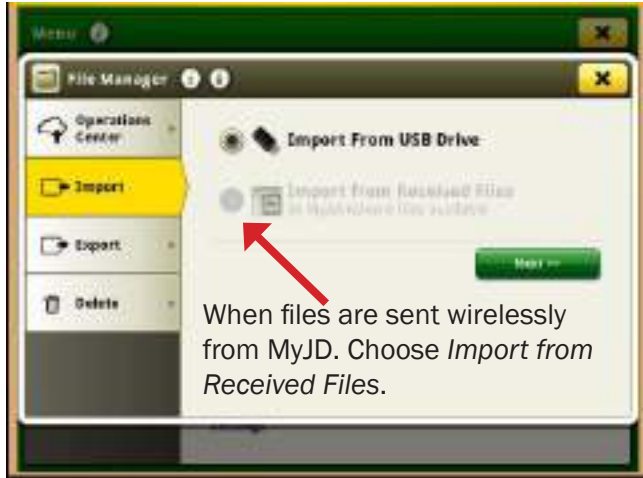 Menu
File Manager
Operations
Center
Import
Export
Delete
Import From USB Drive
Import from Received Files
Next
When files are sent wirelessly
from MyJD. Choose Import from
Received Files.